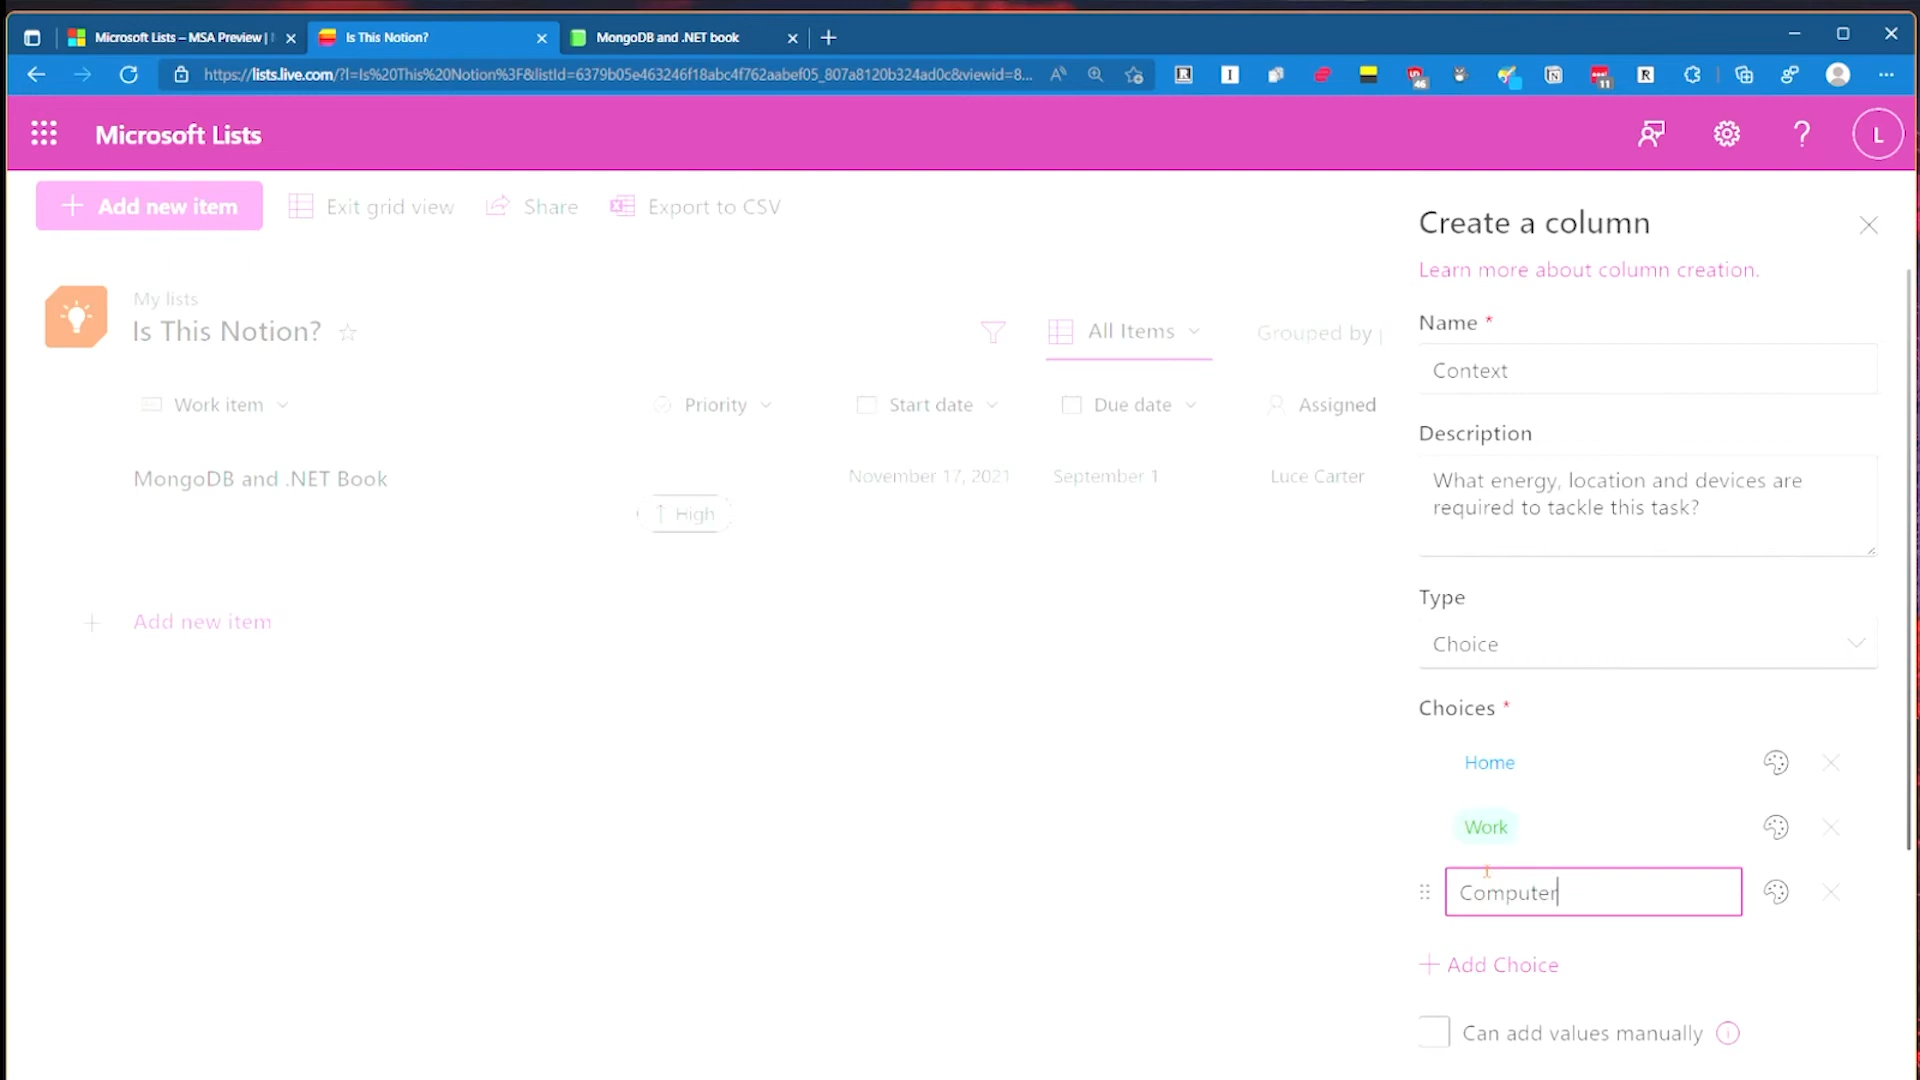 Microsoft Lists – MSA Preview |
Is This Notion?
MongoDB and .NET book
https://lists.live.com/?l=Is%20This%20Notion%3F&listId=6379b05e463246f18abc4f762aabef05_807a8120b324ad0c&viewid=8...
46
11
Microsoft Lists
L
Add new item
Exit grid view
Share
Export to CSV
My lists
Is This Notion?
All Items
Grouped by
Work item
Priority
Start date
Due date
Assigned
MongoDB and .NET Book
November 17, 2021
September 1
Luce Carter
High
Add new item
Create a column
Learn more about column creation.
Name *
Context
Description
What energy, location and devices are
required to tackle this task?
Type
Choice
Choices *
Home
Work
Computer
Add Choice
Can add values manually